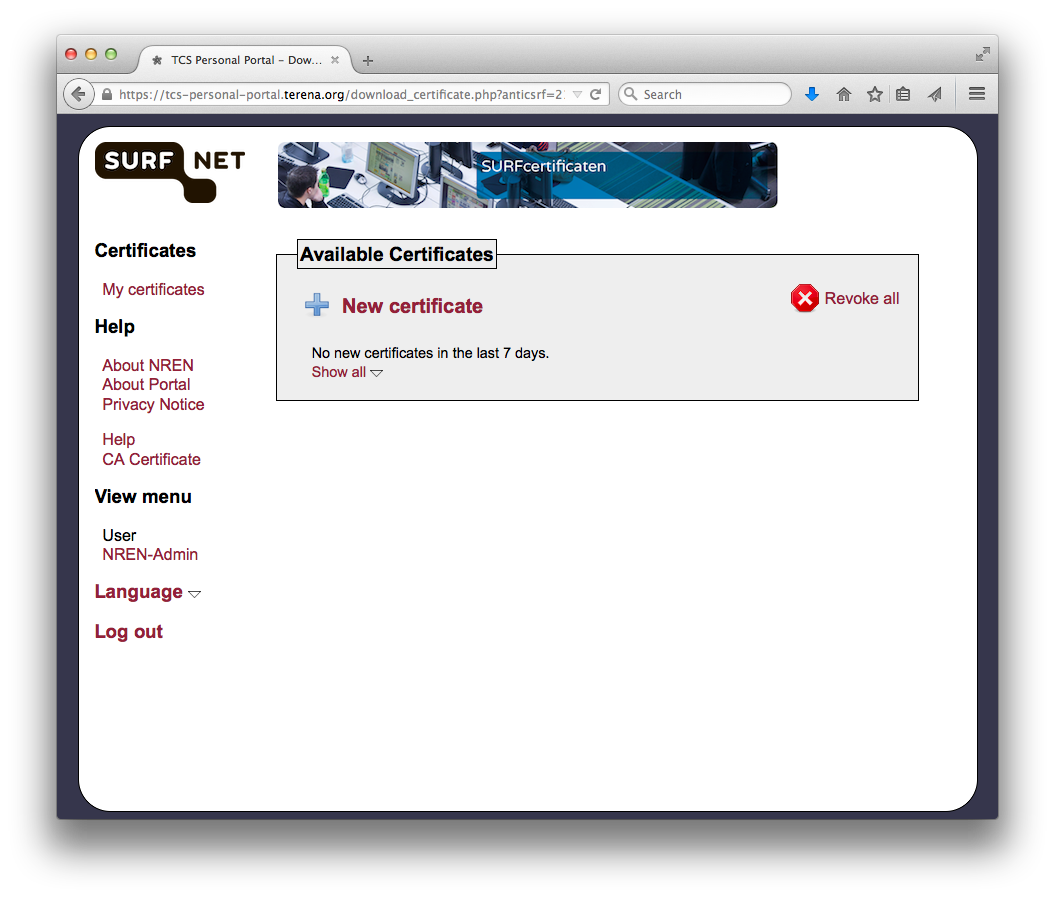 TCS Personal Portal – Dow...
https://tcs-personal-portal.terena.org/download_certificate.php?anticsrf=2
Search
SURF NET
SURFcertificaten
Certificates
My certificates
Help
About NREN
About Portal
Privacy Notice
Help
CA Certificate
View menu
User
NREN-Admin
Language
Log out
Available Certificates
New certificate
Revoke all
No new certificates in the last 7 days.
Show all